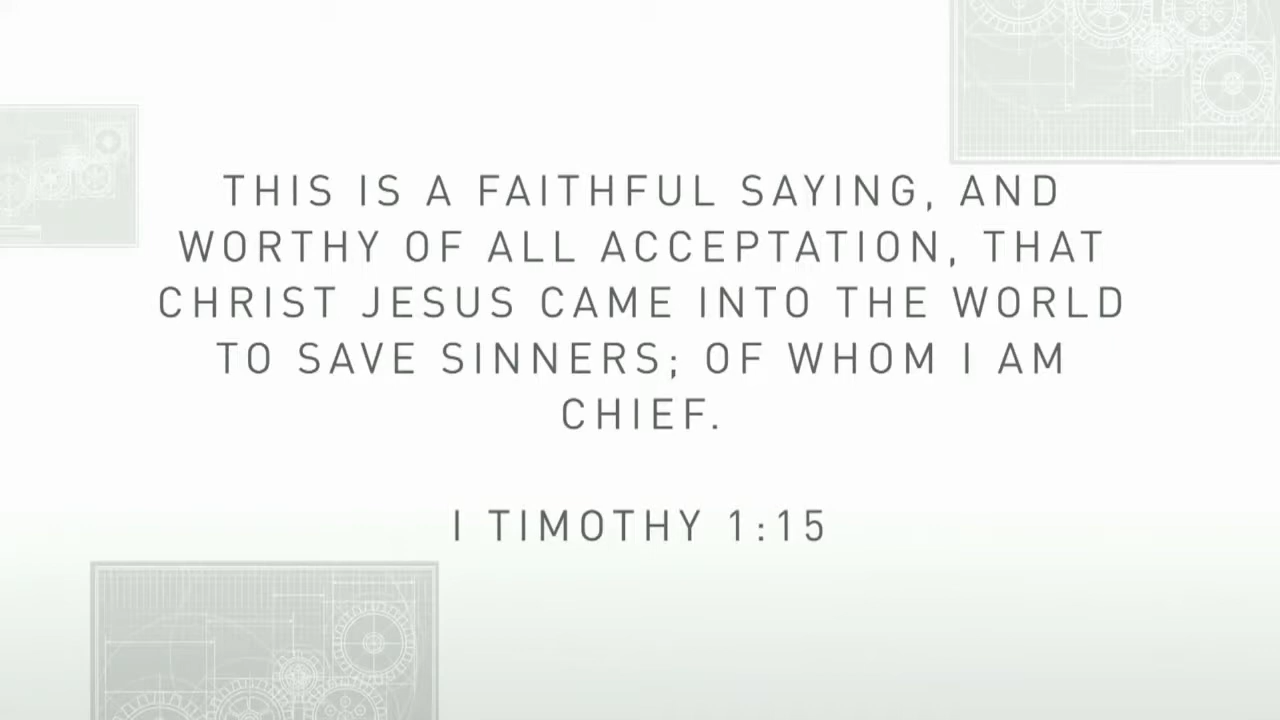 THIS IS A FAITHFUL SAYING, AND
WORTHY OF ALL ACCEPTATION, THAT
CHRIST JESUS CAME INTO THE WORLD
TO SAVE SINNERS; OF WHOM I AM
CHIEF.
I TIMOTHY 1:15